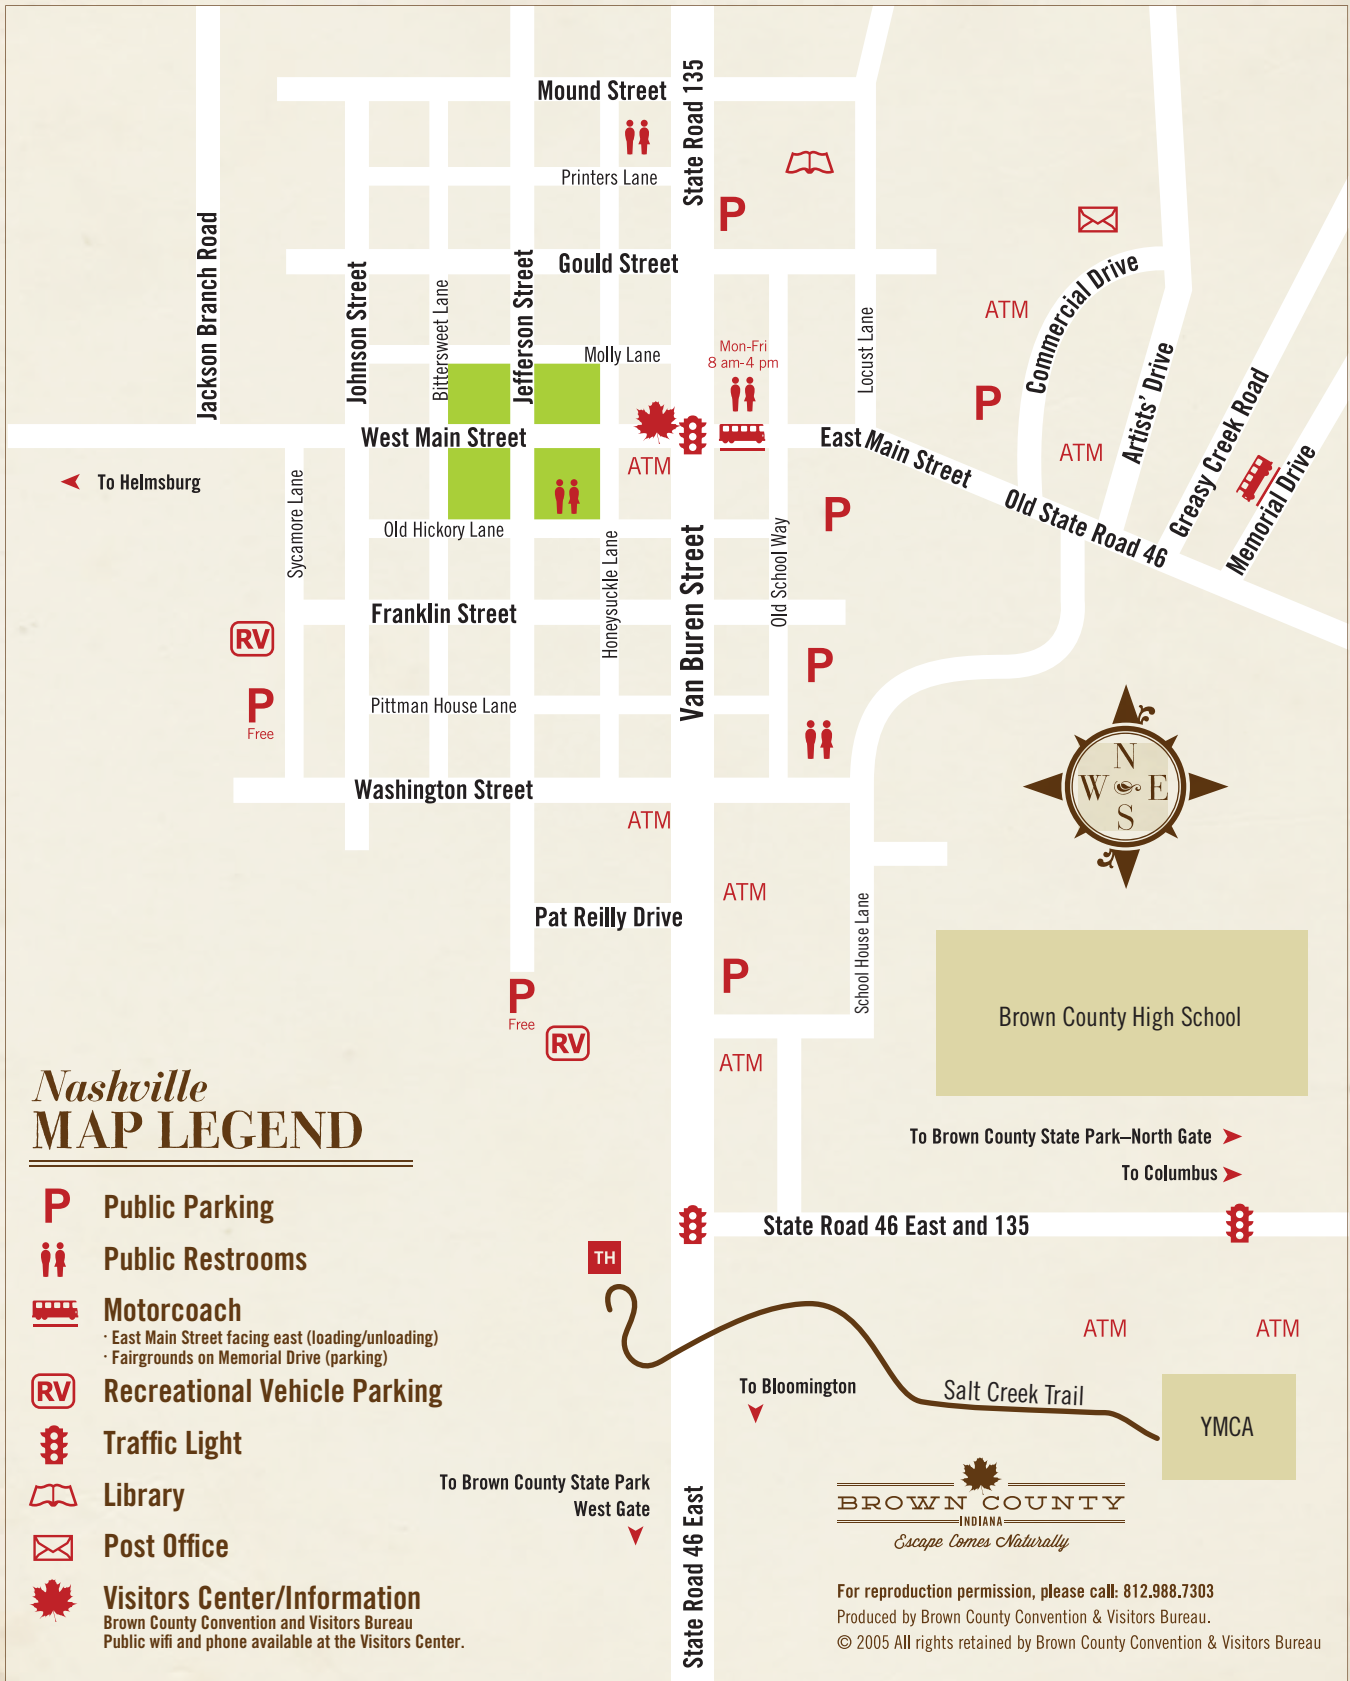 Mound Street
State Road 135
Printers Lane
P
Jackson Branch Road
Johnson Street
Bittersweet Lane
Jefferson Street
Gould Street
Commercial Drive
ATM
Locust Lane
Mon-Fri
8 am-4 pm
Molly Lane
P
Artists' Drive
Greasy Creek Road
Memorial Drive
West Main Street
East Main Street
ATM
ATM
To Helmsburg
Sycamore Lane
Old State Road 46
P
Old Hickory Lane
Honeysuckle Lane
Van Buren Street
Old School Way
Franklin Street
RV
P
P
Free
Pittman House Lane
N
W E
S
Washington Street
ATM
ATM
School House Lane
Pat Reilly Drive
P
P
Free
RV
Brown County High School
ATM
To Brown County State Park–North Gate
To Columbus
State Road 46 East and 135
TH
ATM
ATM
To Bloomington
Salt Creek Trail
YMCA
To Brown County State Park
West Gate
State Road 46 East
Nashville
MAP LEGEND
P Public Parking
Public Restrooms
Motorcoach
· East Main Street facing east (loading/unloading)
· Fairgrounds on Memorial Drive (parking)
RV Recreational Vehicle Parking
Traffic Light
Library
Post Office
Visitors Center/Information
Brown County Convention and Visitors Bureau
Public wifi and phone available at the Visitors Center.
BROWN COUNTY
INDIANA
Escape Comes Naturally
For reproduction permission, please call: 812.988.7303
Produced by Brown County Convention & Visitors Bureau.
© 2005 All rights retained by Brown County Convention & Visitors Bureau